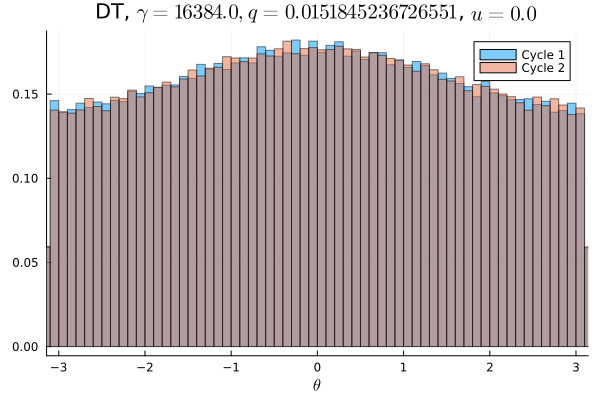 DT, γ = 16384.0, q = 0.0151845236726551, u = 0.0
Cycle 1
Cycle 2
0.15
0.10
0.05
0.00
−3 −2 −1 0 1 2 3
θ